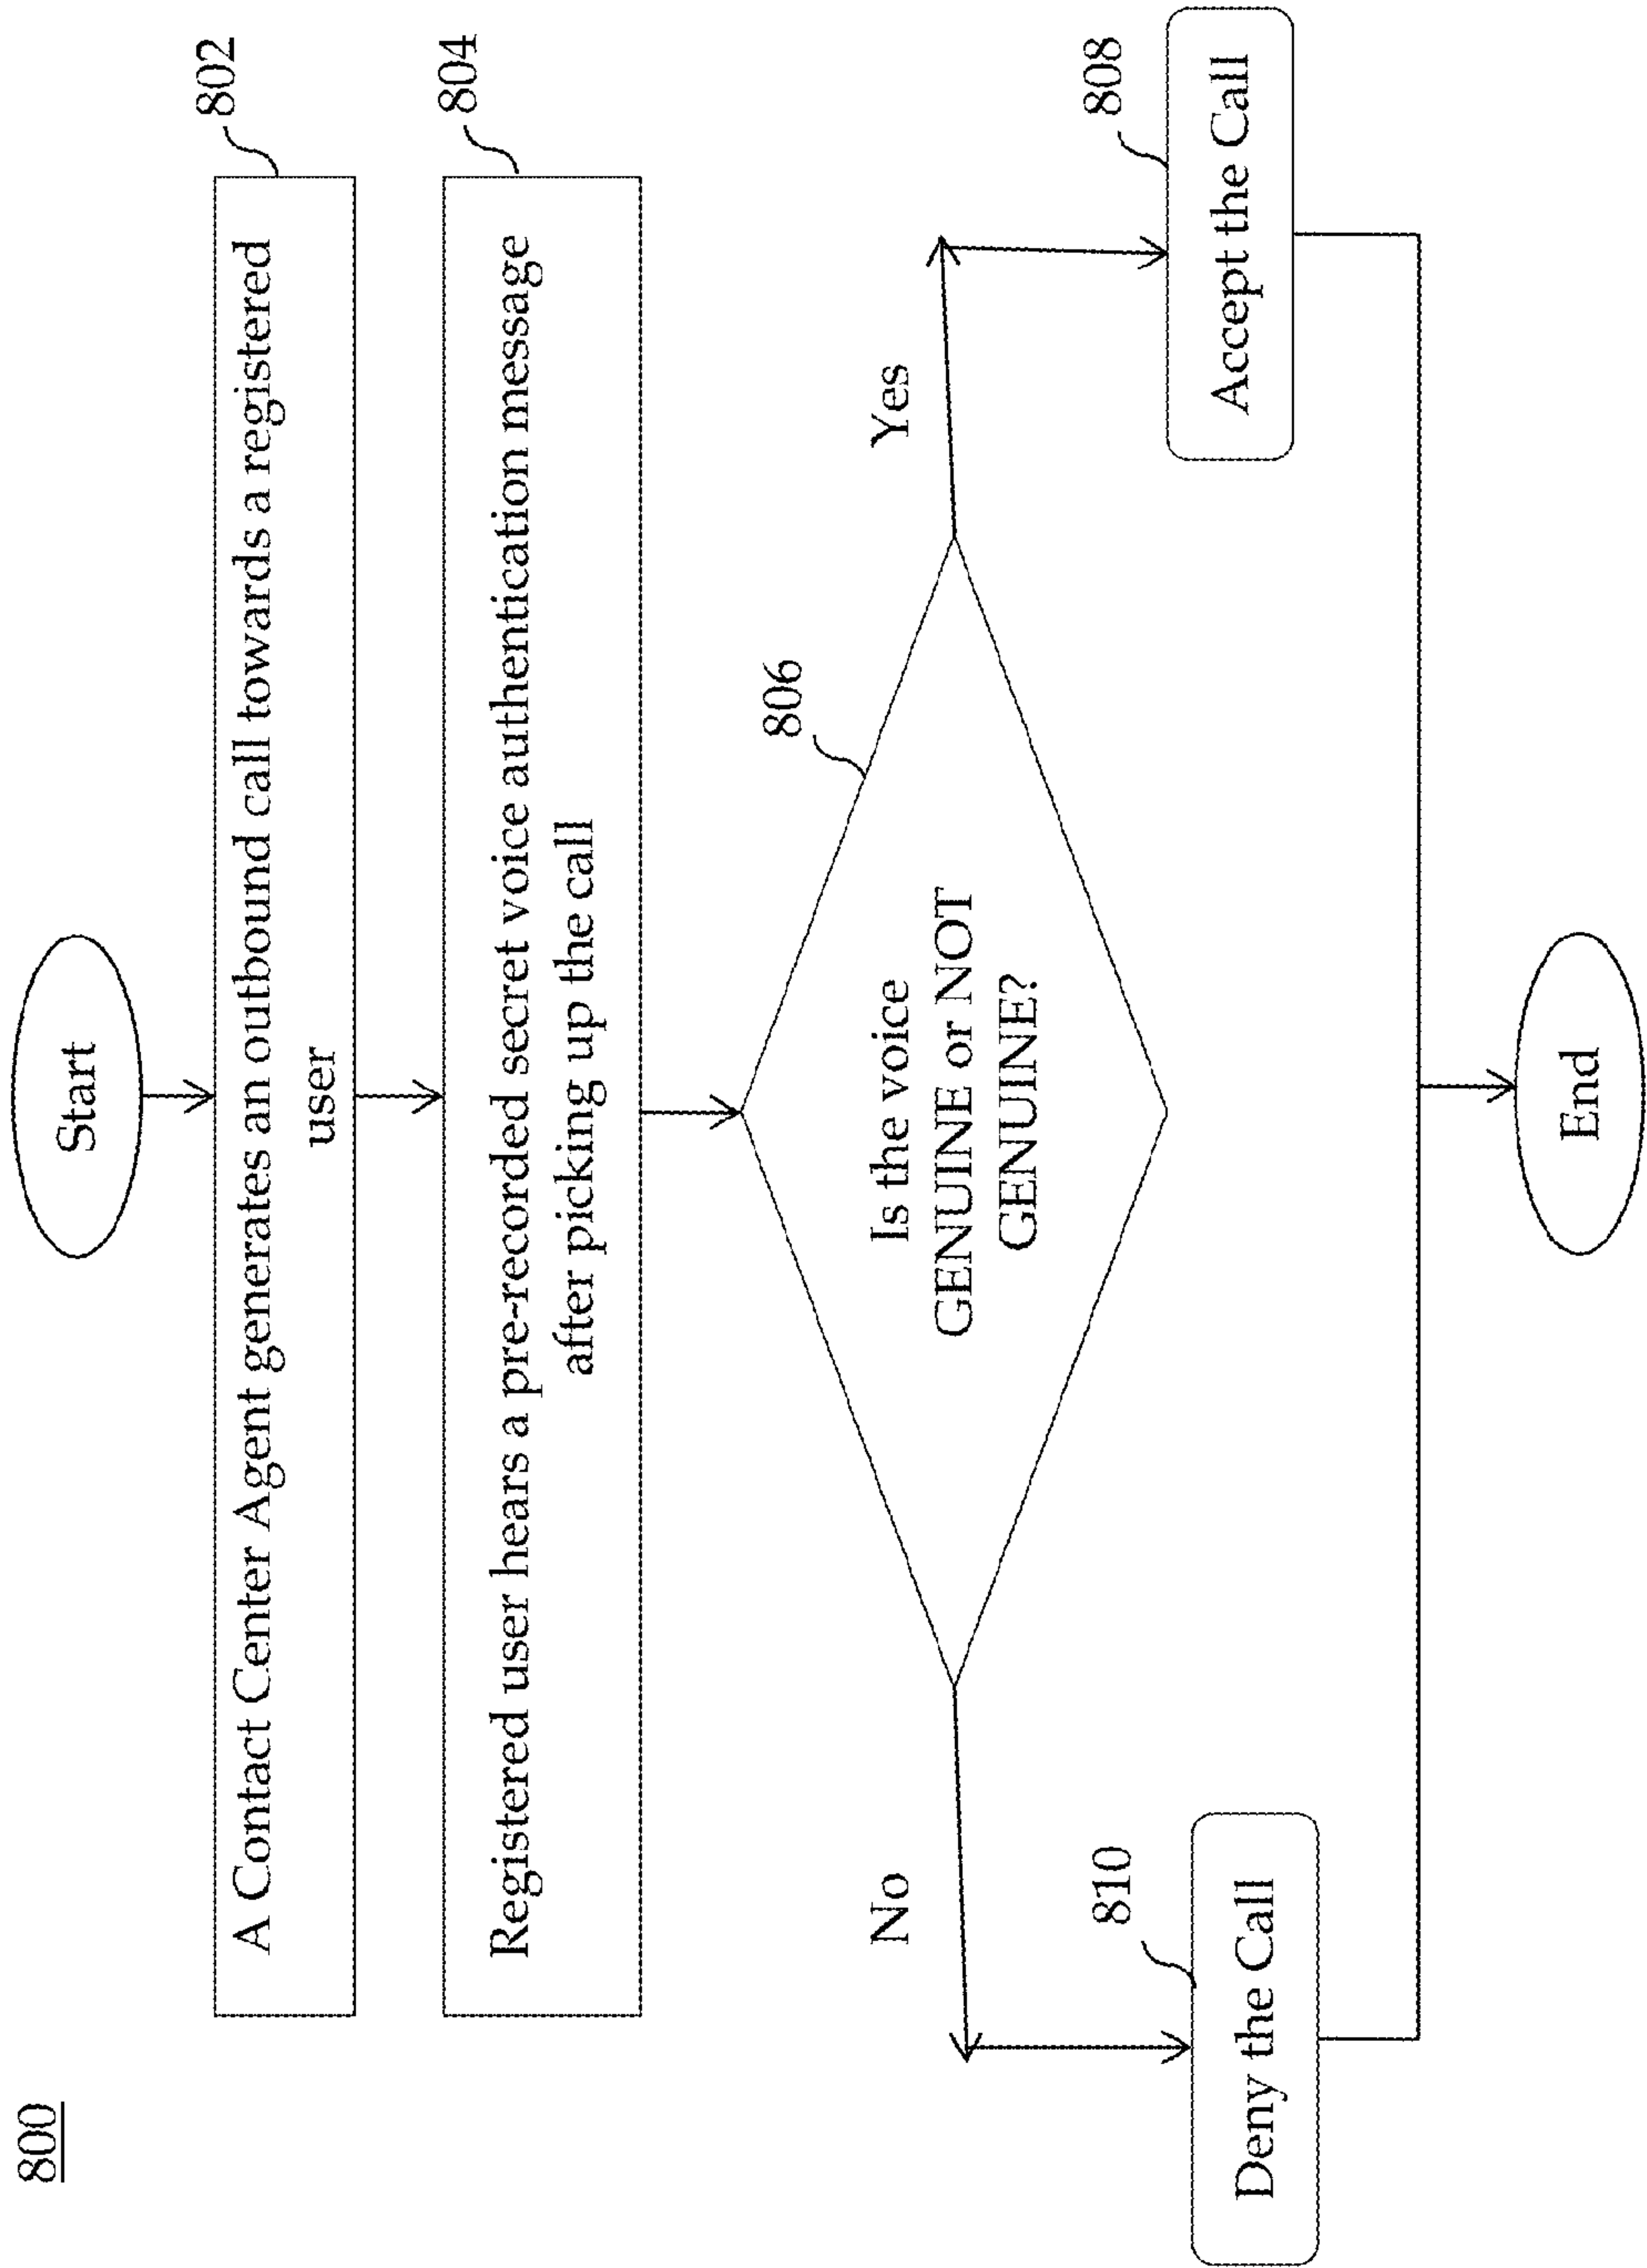 800
Start
802
A Contact Center Agent generates an outbound call towards a registered
user
804
Registered user hears a pre-recorded secret voice authentication message
after picking up the call
806
Is the voice
GENUINE or NOT
GENUINE?
No
Yes
810
Deny the Call
808
Accept the Call
End